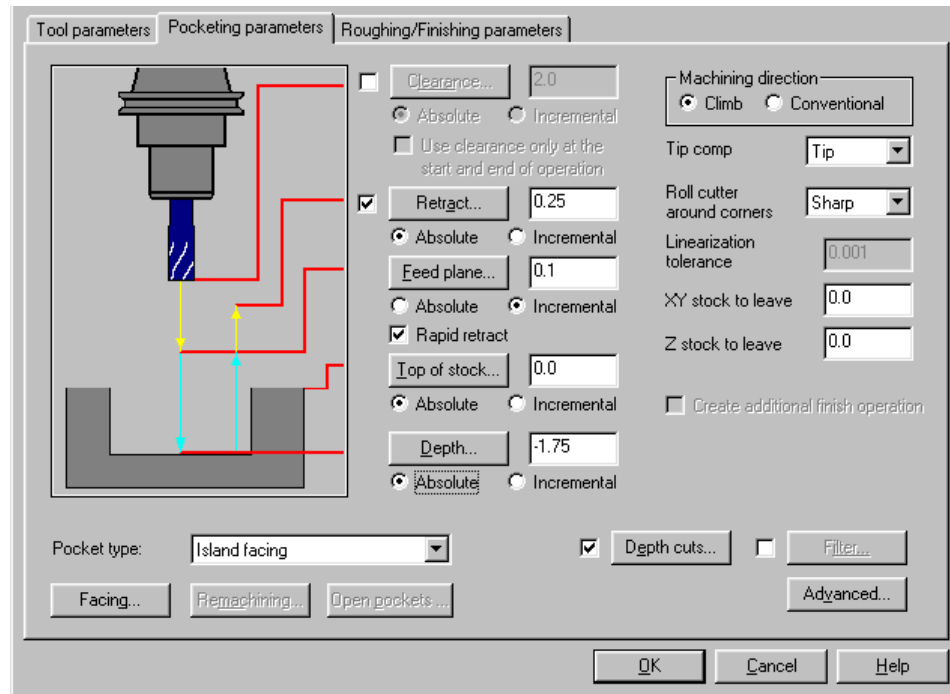 Tool parameters Pocketing parameters Roughing/Finishing parameters
Clearance... 2.0
Absolute Incremental
Use clearance only at the
start and end of operation
Retract... 0.25
Absolute Incremental
Feed plane... 0.1
Absolute Incremental
Rapid retract
Top of stock... 0.0
Absolute Incremental
Depth... -1.75
Absolute Incremental
Machining direction
Climb Conventional
Tip comp Tip
Roll cutter
around corners Sharp
Linearization
tolerance 0.001
XY stock to leave 0.0
Z stock to leave 0.0
Create additional finish operation
Pocket type: Island facing
Depth cuts... Filter...
Facing... Remachining... Open pockets ... Advanced...
OK Cancel Help